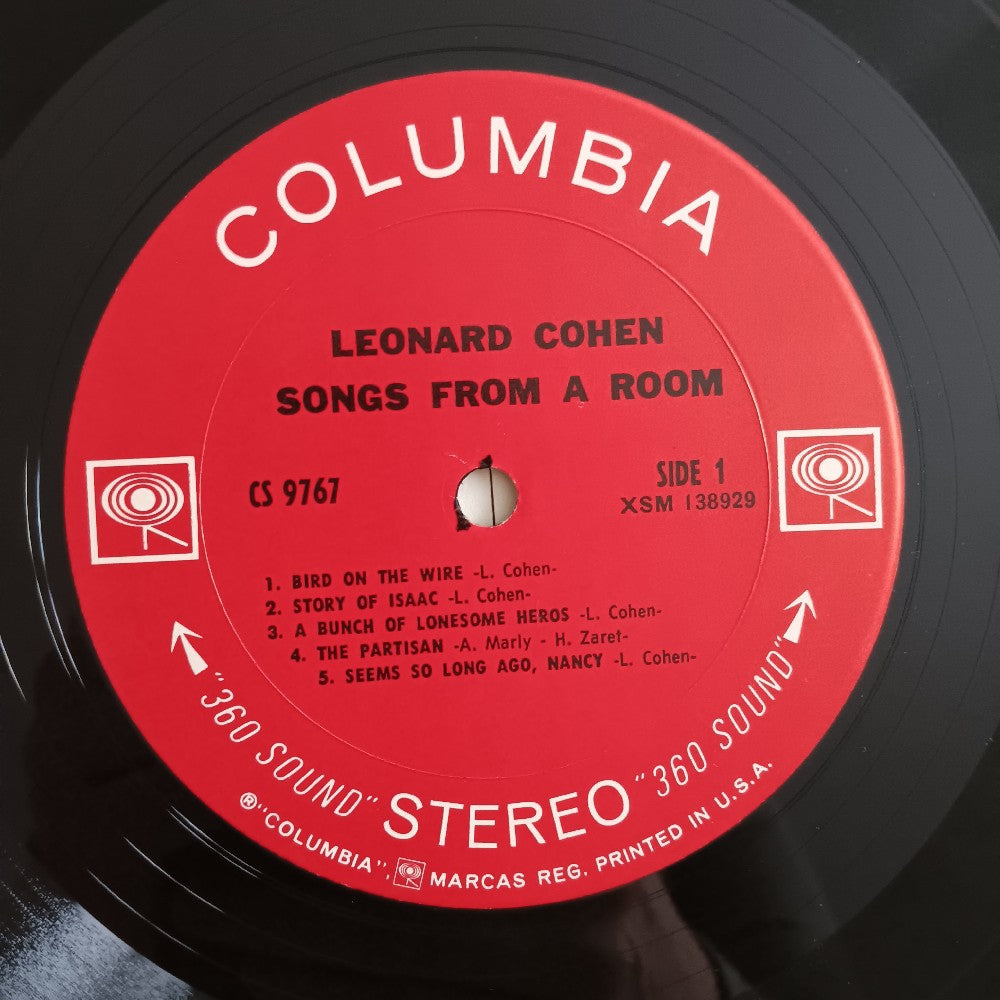 COLUMBIA
LEONARD COHEN
SONGS FROM A ROOM
CS 9767
SIDE 1
XSM 138929
1. BIRD ON THE WIRE -L. Cohen-
2. STORY OF ISAAC -L. Cohen-
3. A BUNCH OF LONESOME HEROS -L. Cohen-
4. THE PARTISAN -A. Marly - H. Zaret-
5. SEEMS SO LONG AGO, NANCY -L. Cohen-
"360 SOUND" STEREO "360 SOUND"
®"COLUMBIA", MARCAS REG. PRINTED IN U.S.A.